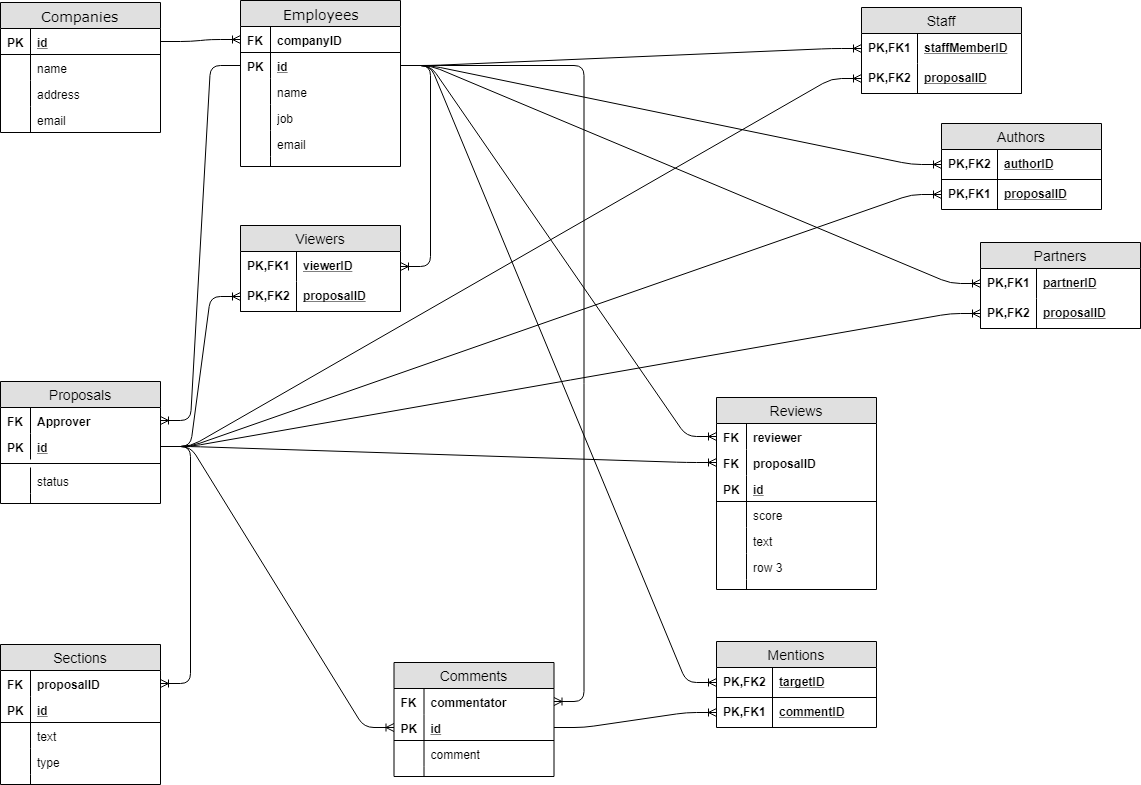 Companies
PK id
name
address
email
Employees
FK companyID
PK id
name
job
email
Staff
PK,FK1 staffMemberID
PK,FK2 proposalID
Authors
PK,FK2 authorID
PK,FK1 proposalID
Viewers
PK,FK1 viewerID
PK,FK2 proposalID
Partners
PK,FK1 partnerID
PK,FK2 proposalID
Proposals
FK Approver
PK id
status
Reviews
FK reviewer
FK proposalID
PK id
score
text
row 3
Sections
FK proposalID
PK id
text
type
Comments
FK commentator
PK id
comment
Mentions
PK,FK2 targetID
PK,FK1 commentID